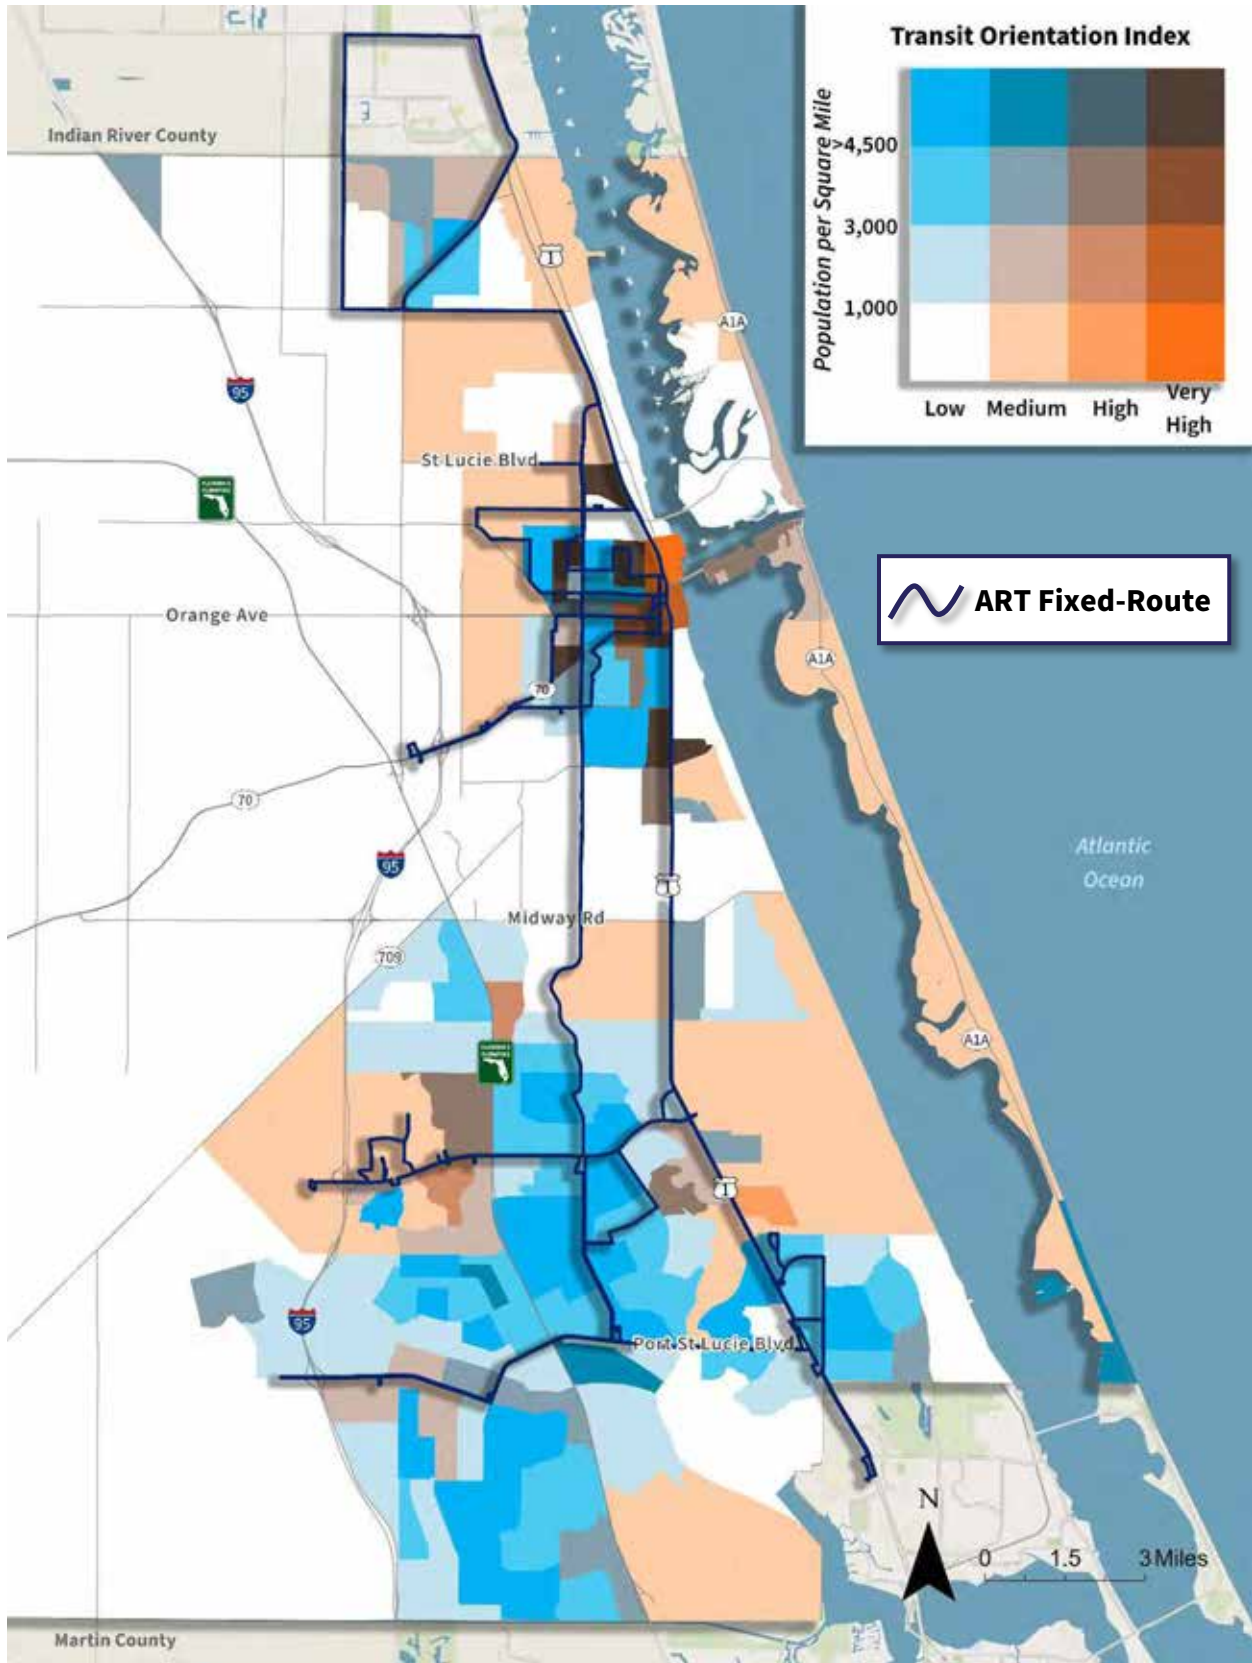 Transit Orientation Index
Population per Square Mile
>4,500
3,000
1,000
Low
Medium
High
Very
High
ART Fixed-Route
Indian River County
1
A1A
95
St Lucie Blvd
Orange Ave
A1A
70
70
95
1
Atlantic
Ocean
Midway Rd
709
A1A
1
95
Port St Lucie Blvd
N
0
1.5
3 Miles
Martin County